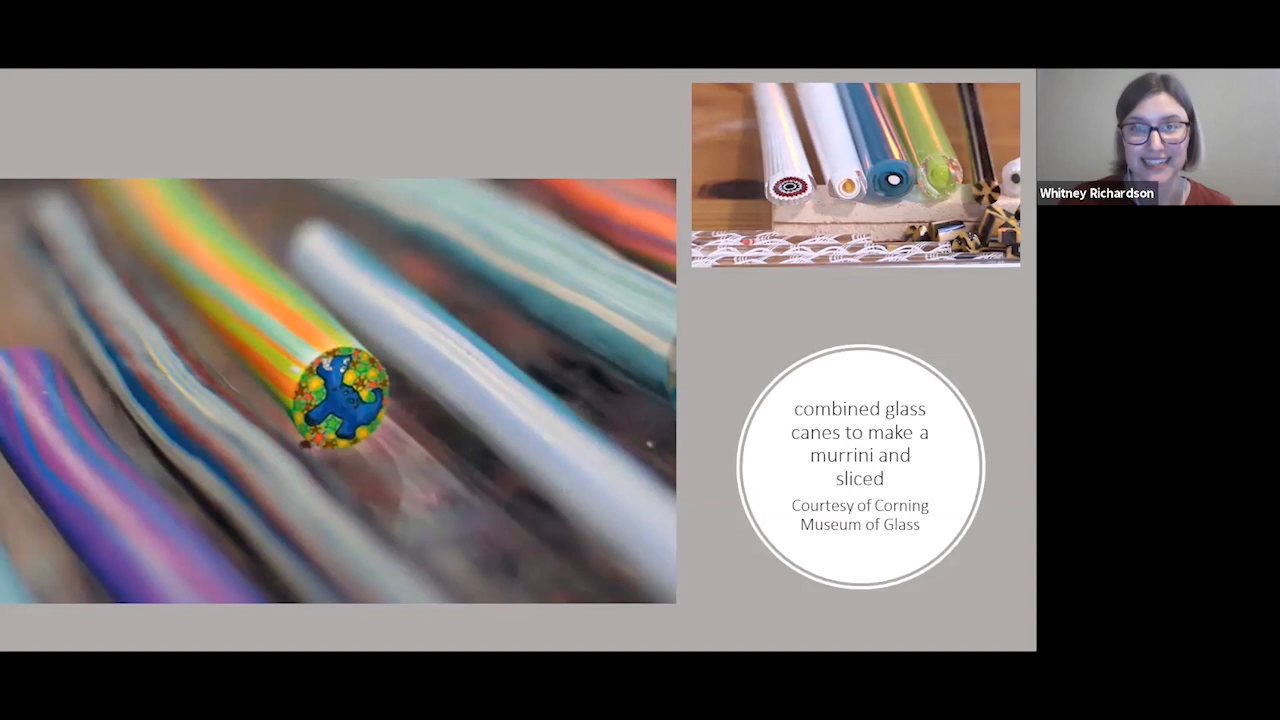 Whitney Richardson
combined glass
canes to make a
murrini and
sliced
Courtesy of Corning
Museum of Glass